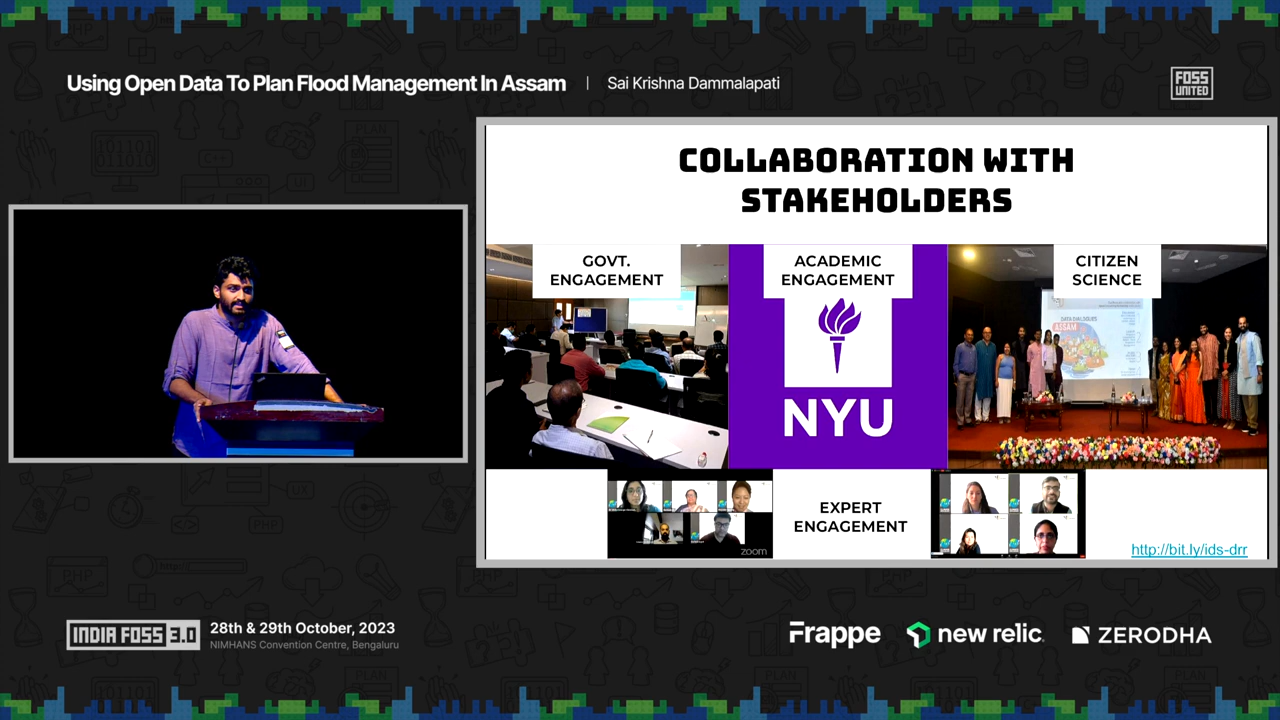 Using Open Data To Plan Flood Management In Assam | Sai Krishna Dammalapati
FOSS
UNITED
COLLABORATION WITH
STAKEHOLDERS
GOVT.
ENGAGEMENT
ACADEMIC
ENGAGEMENT
CITIZEN
SCIENCE
DATA DIALOGUES
ASSAM
NYU
EXPERT
ENGAGEMENT
zoom
http://bit.ly/ids-drr
INDIA FOSS 3.0
28th & 29th October, 2023
NIMHANS Convention Centre, Bengaluru
Frappe
new relic
ZERODHA